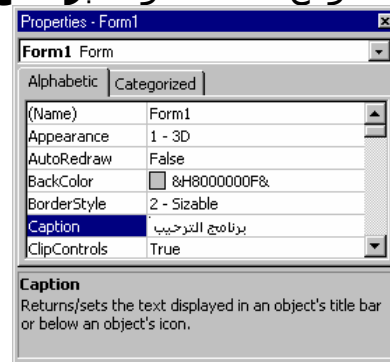 Properties - Form1
Form1 Form
Alphabetic Categorized
(Name) Form1
Appearance 1 - 3D
AutoRedraw False
BackColor &H8000000F&
BorderStyle 2 - Sizable
Caption برنامج الترحيب
ClipControls True
Caption
Returns/sets the text displayed in an object's title bar
or below an object's icon.